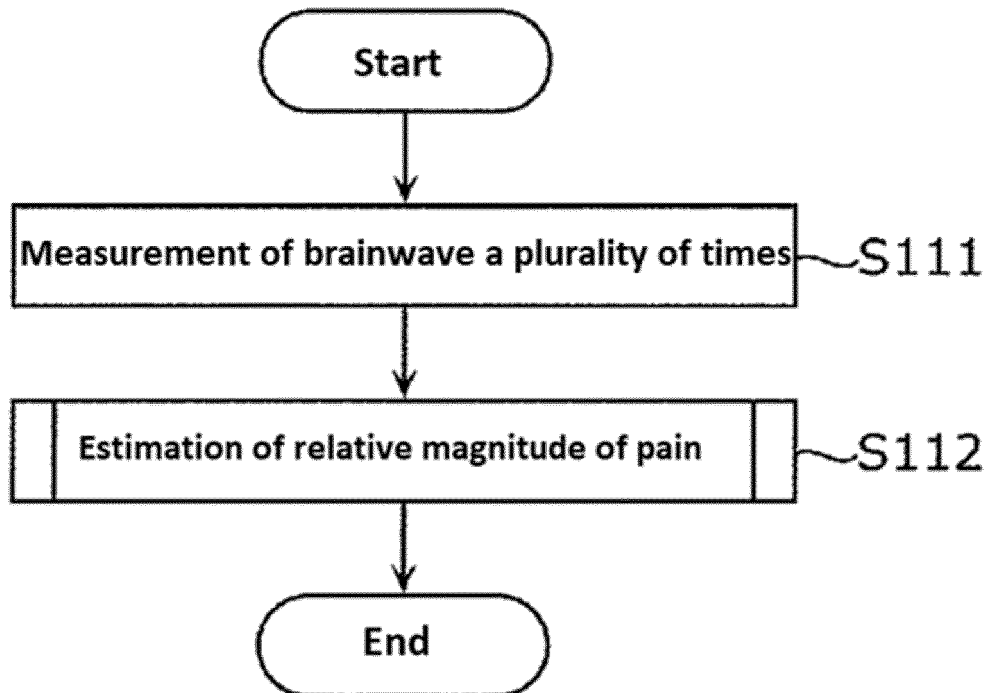 Start
Measurement of brainwave a plurality of times
S111
Estimation of relative magnitude of pain
S112
End